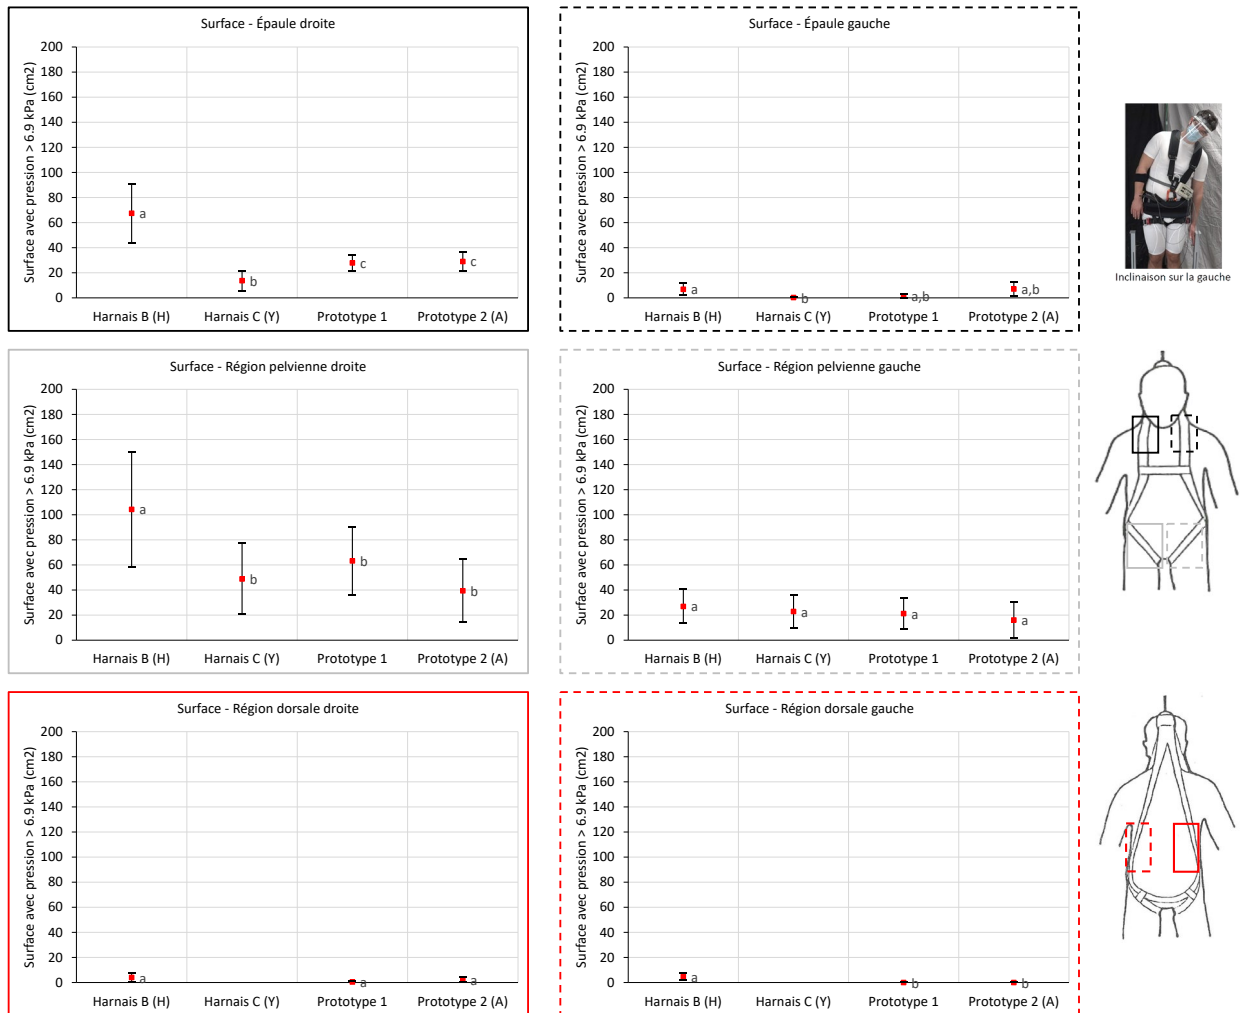 Surface - Épaule droite
Surface avec pression > 6.9 kPa (cm2)
200
180
160
140
120
100
80
60
40
20
0
a
b
c
c
Harnais B (H) Harnais C (Y) Prototype 1 Prototype 2 (A)
Surface - Épaule gauche
Surface avec pression > 6.9 kPa (cm2)
200
180
160
140
120
100
80
60
40
20
0
a
b
a,b
a,b
Harnais B (H) Harnais C (Y) Prototype 1 Prototype 2 (A)
Inclinaison sur la gauche
Surface - Région pelvienne droite
Surface avec pression > 6.9 kPa (cm2)
200
180
160
140
120
100
80
60
40
20
0
a
b
b
b
Harnais B (H) Harnais C (Y) Prototype 1 Prototype 2 (A)
Surface - Région pelvienne gauche
Surface avec pression > 6.9 kPa (cm2)
200
180
160
140
120
100
80
60
40
20
0
a
a
a
a
Harnais B (H) Harnais C (Y) Prototype 1 Prototype 2 (A)
Surface - Région dorsale droite
Surface avec pression > 6.9 kPa (cm2)
200
180
160
140
120
100
80
60
40
20
0
a
a
a
Harnais B (H) Harnais C (Y) Prototype 1 Prototype 2 (A)
Surface - Région dorsale gauche
Surface avec pression > 6.9 kPa (cm2)
200
180
160
140
120
100
80
60
40
20
0
a
b
b
Harnais B (H) Harnais C (Y) Prototype 1 Prototype 2 (A)